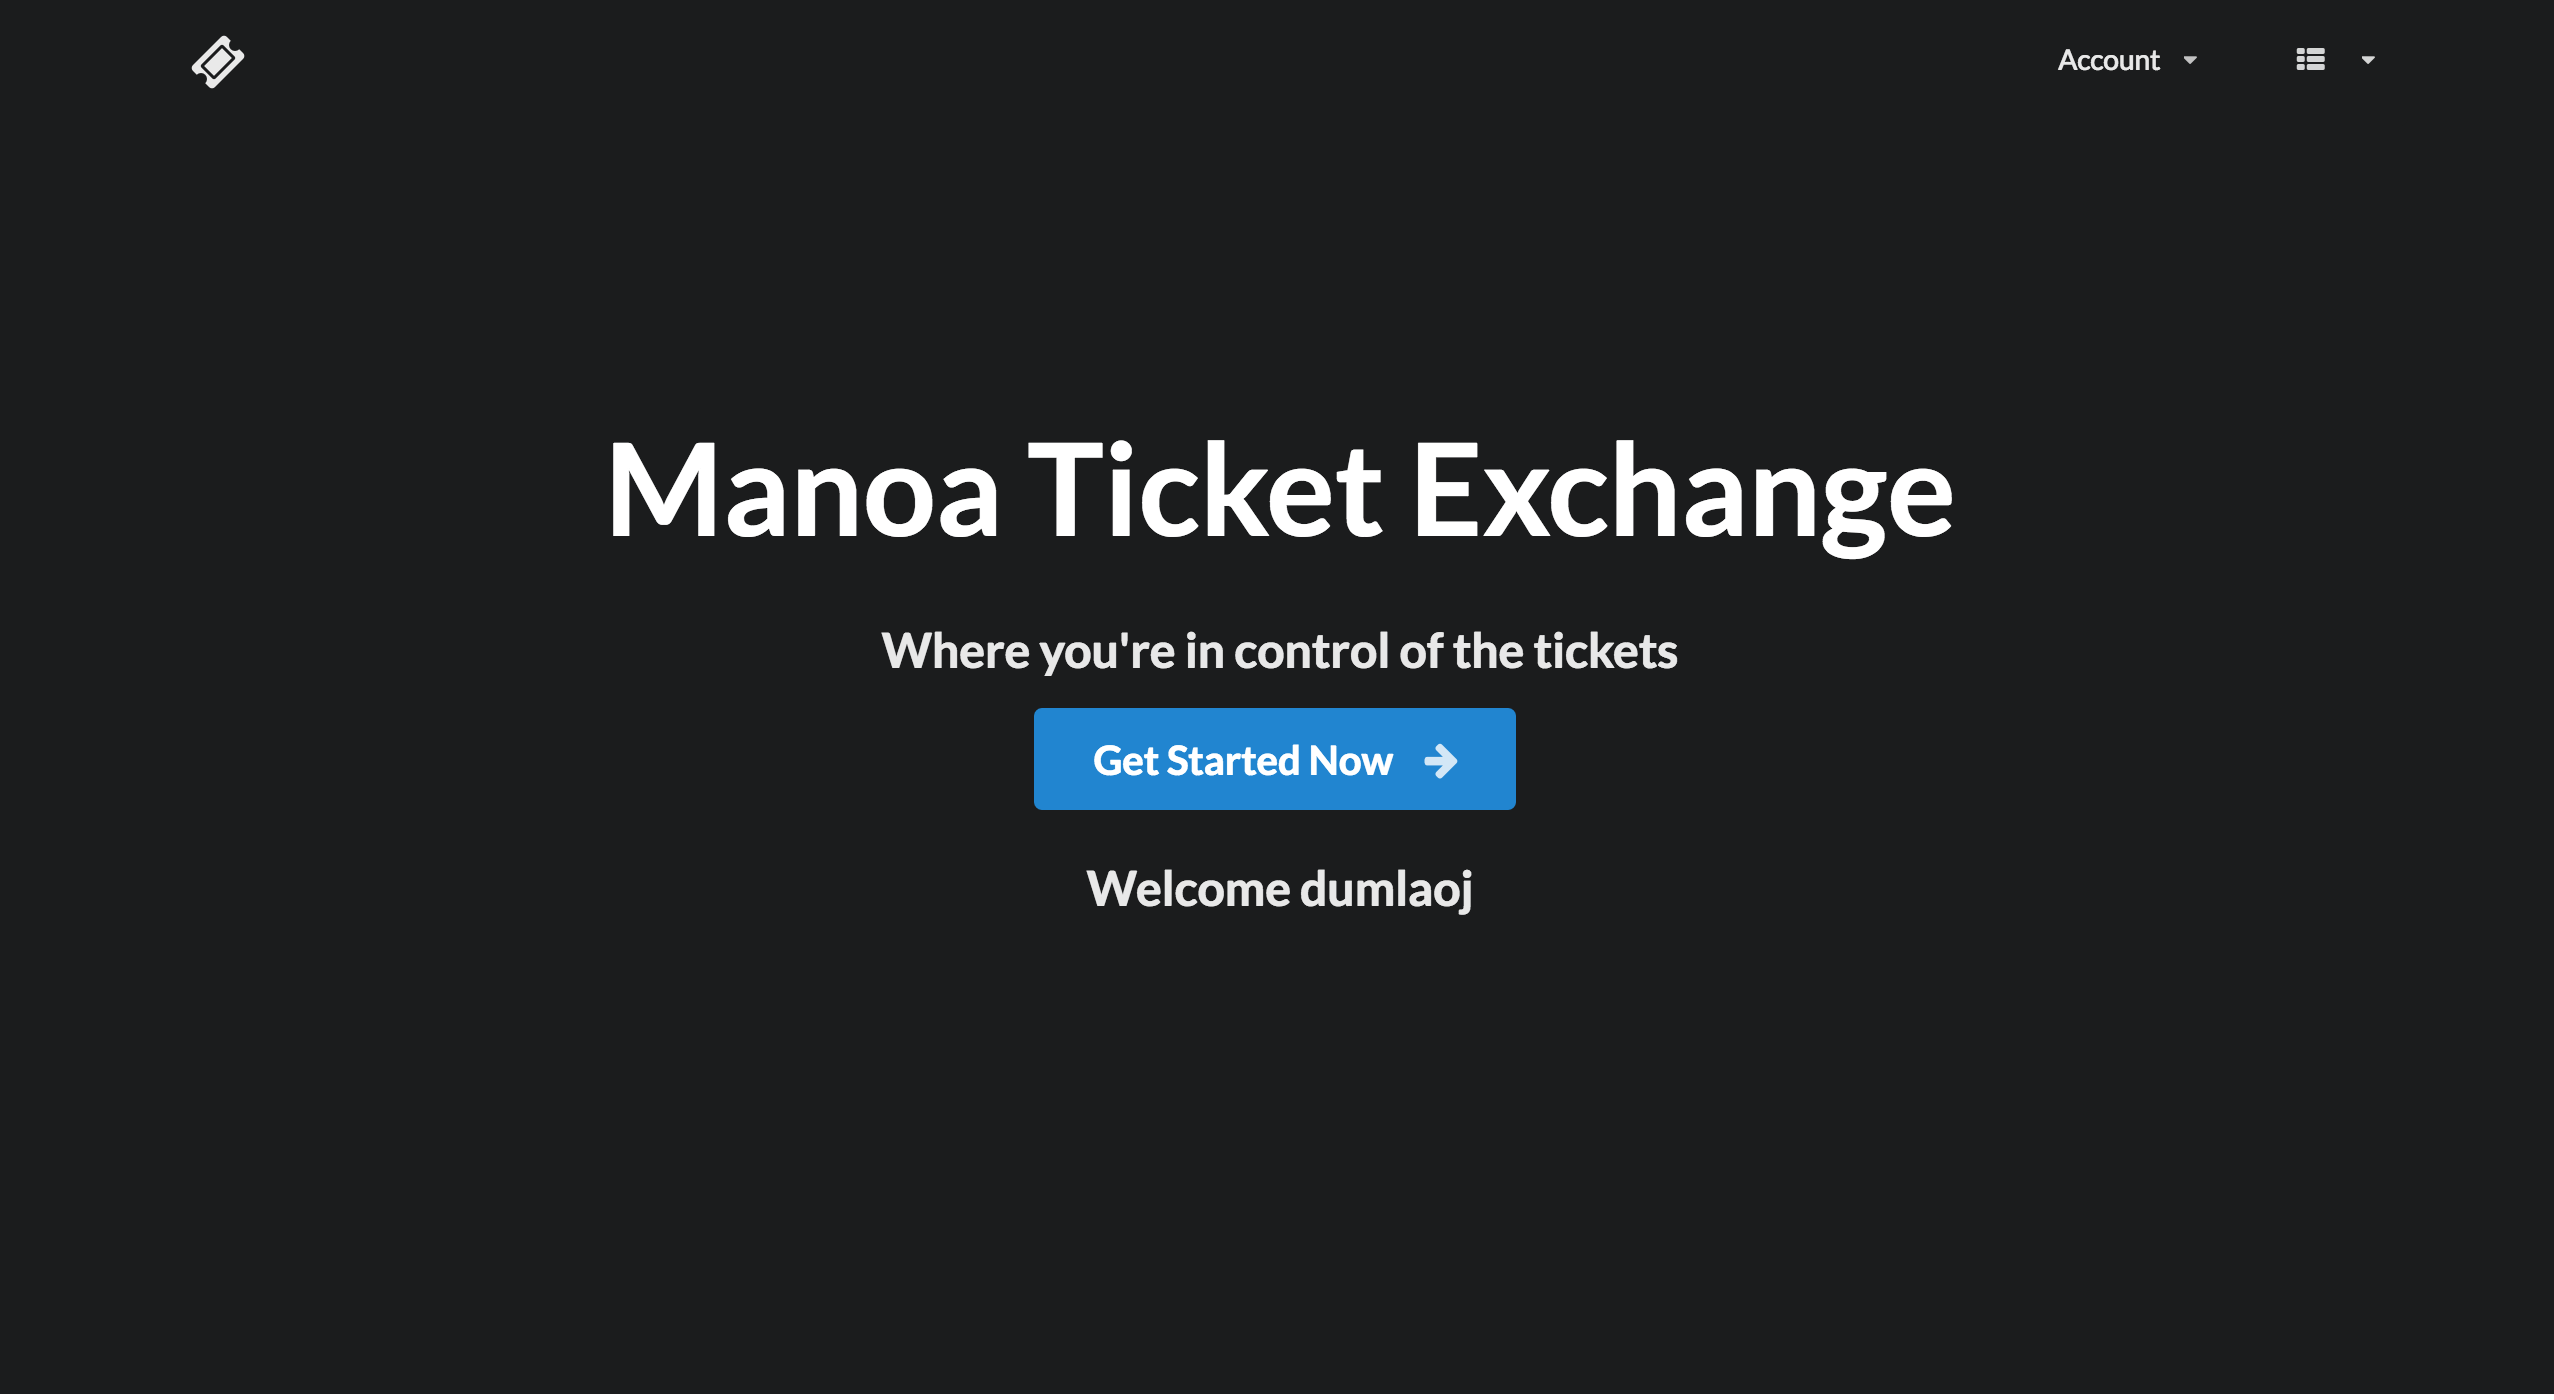 Account
Manoa Ticket Exchange
Where you're in control of the tickets
Get Started Now
Welcome dumlaoj